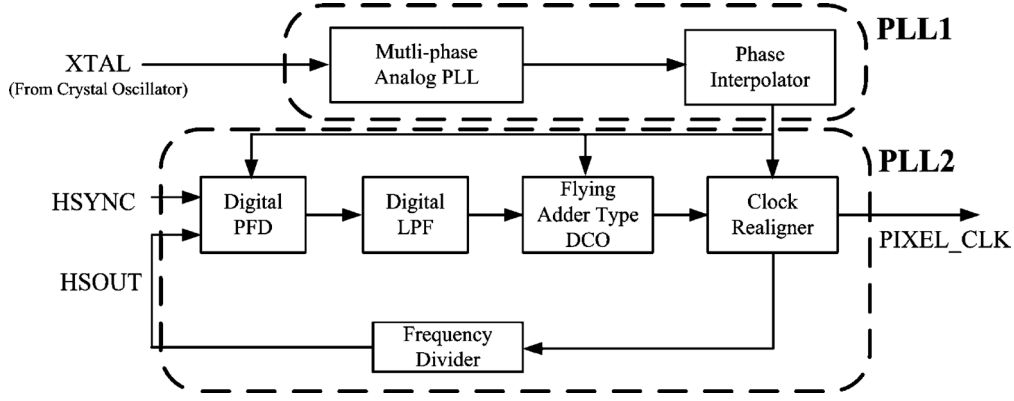 PLL1
Mutli-phase
Analog PLL
Phase
Interpolator
XTAL
(From Crystal Oscillator)
PLL2
HSYNC
Digital
PFD
Digital
LPF
Flying
Adder Type
DCO
Clock
Realigner
PIXEL_CLK
HSOUT
Frequency
Divider